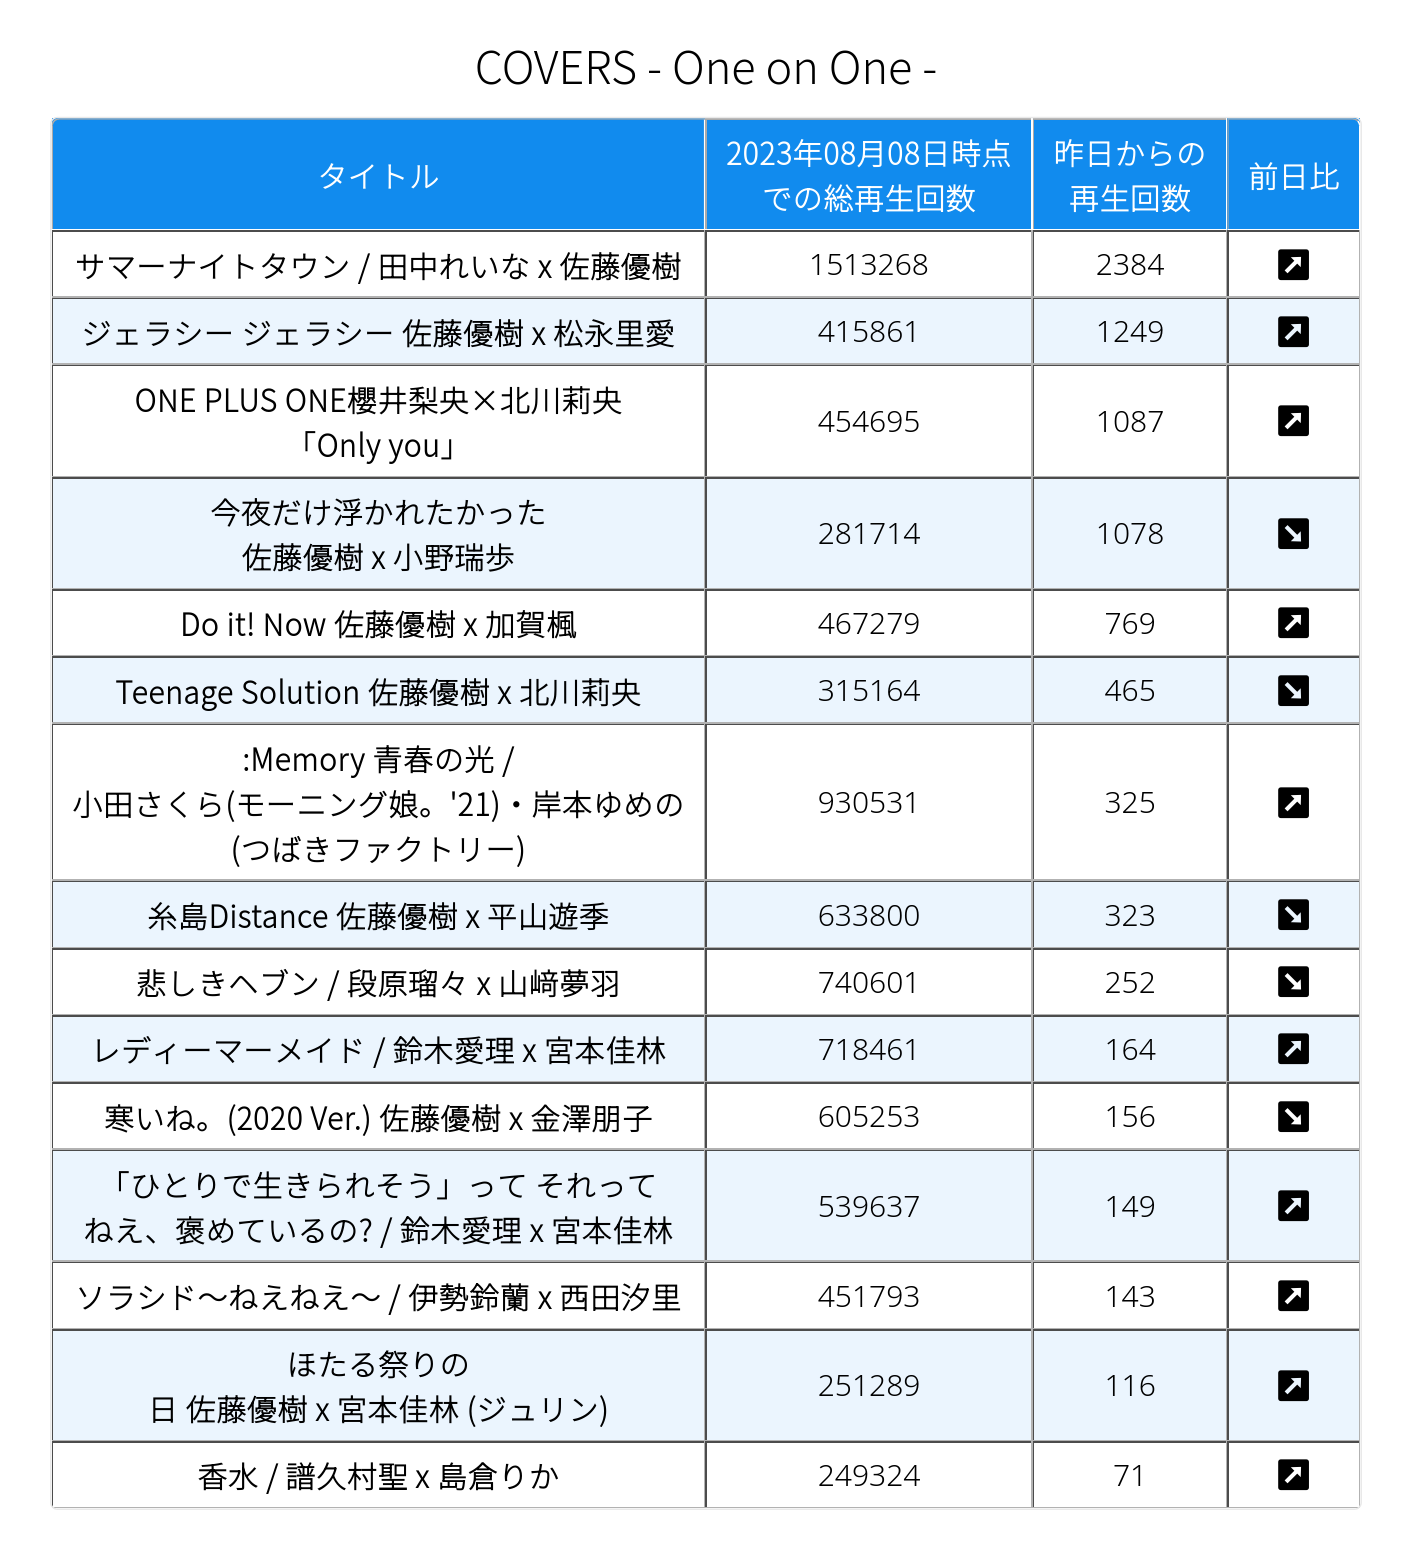 COVERS - One on One -
タイトル
2023年08月08日時点
での総再生回数
昨日からの
再生回数
前日比
サマーナイトタウン / 田中れいな x 佐藤優樹
1513268
2384
ジェラシー ジェラシー 佐藤優樹 x 松永里愛
415861
1249
ONE PLUS ONE櫻井梨央×北川莉央
「Only you」
454695
1087
今夜だけ浮かれたかった
佐藤優樹 x 小野瑞歩
281714
1078
Do it! Now 佐藤優樹 x 加賀楓
467279
769
Teenage Solution 佐藤優樹 x 北川莉央
315164
465
:Memory 青春の光 /
小田さくら(モーニング娘。'21)・岸本ゆめの
(つばきファクトリー)
930531
325
糸島Distance 佐藤優樹 x 平山遊季
633800
323
悲しきヘブン / 段原瑠々 x 山﨑夢羽
740601
252
レディーマーメイド / 鈴木愛理 x 宮本佳林
718461
164
寒いね。(2020 Ver.) 佐藤優樹 x 金澤朋子
605253
156
「ひとりで生きられそう」って それって
ねえ、褒めているの? / 鈴木愛理 x 宮本佳林
539637
149
ソラシド〜ねえねえ〜 / 伊勢鈴蘭 x 西田汐里
451793
143
ほたる祭りの
日 佐藤優樹 x 宮本佳林 (ジュリン)
251289
116
香水 / 譜久村聖 x 島倉りか
249324
71